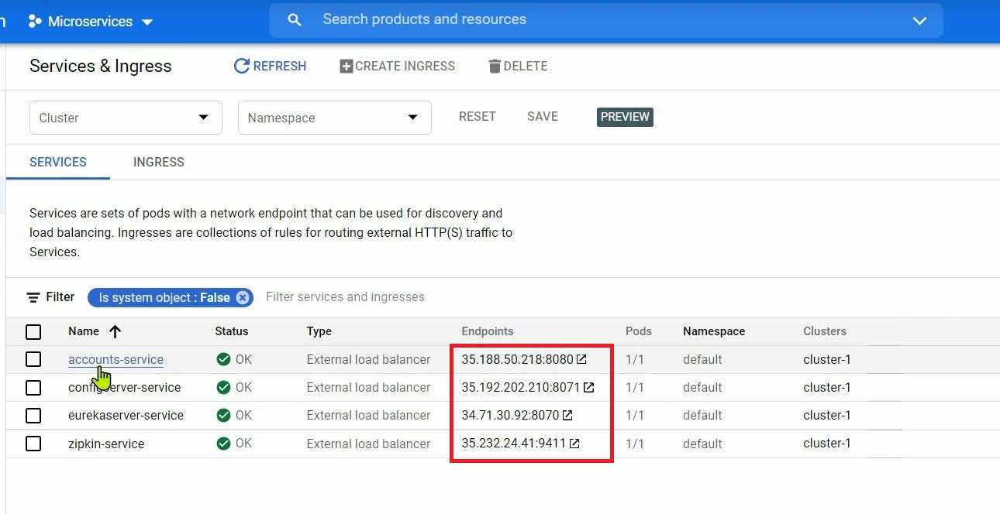 Microservices
Search products and resources
Services & Ingress REFRESH CREATE INGRESS DELETE
Cluster Namespace RESET SAVE PREVIEW
SERVICES INGRESS
Services are sets of pods with a network endpoint that can be used for discovery and
load balancing. Ingresses are collections of rules for routing external HTTP(S) traffic to
Services.
Filter Is system object : False Filter services and ingresses
Name Status Type Endpoints Pods Namespace Clusters
accounts-service OK External load balancer 35.188.50.218:8080 1/1 default cluster-1
configserver-service OK External load balancer 35.192.202.210:8071 1/1 default cluster-1
eurekaserver-service OK External load balancer 34.71.30.92:8070 1/1 default cluster-1
zipkin-service OK External load balancer 35.232.24.41:9411 1/1 default cluster-1